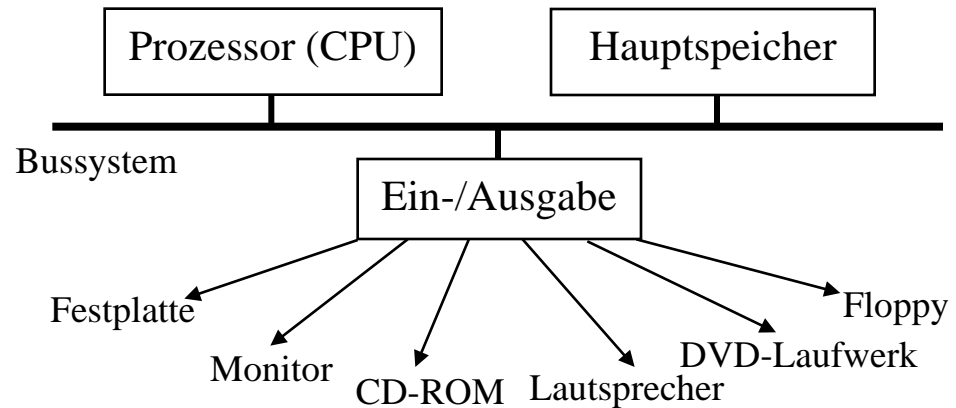 Prozessor (CPU)
Hauptspeicher
Bussystem
Ein-/Ausgabe
Festplatte
Monitor
CD-ROM
Lautsprecher
DVD-Laufwerk
Floppy